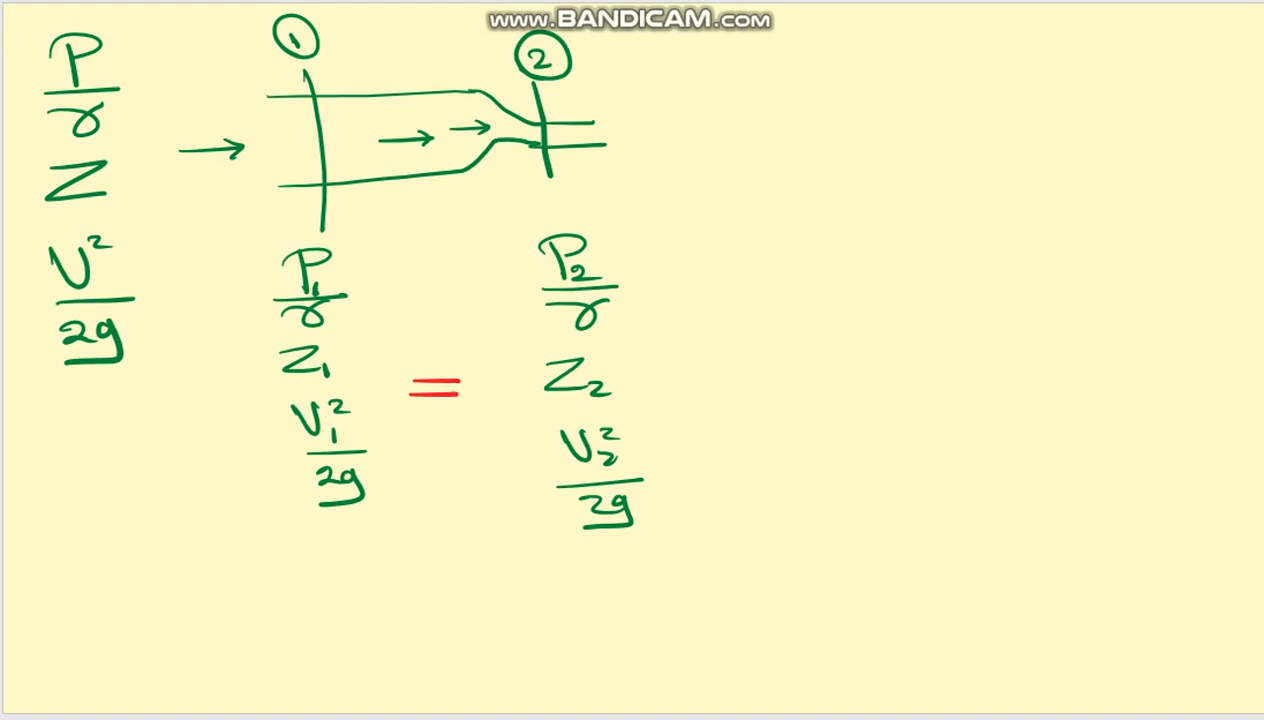 www.BANDICAM.com
P/γ
Z
V²/2g
①
②
P₁/γ
Z₁
V₁²/2g
=
P₂/γ
Z₂
V₂²/2g